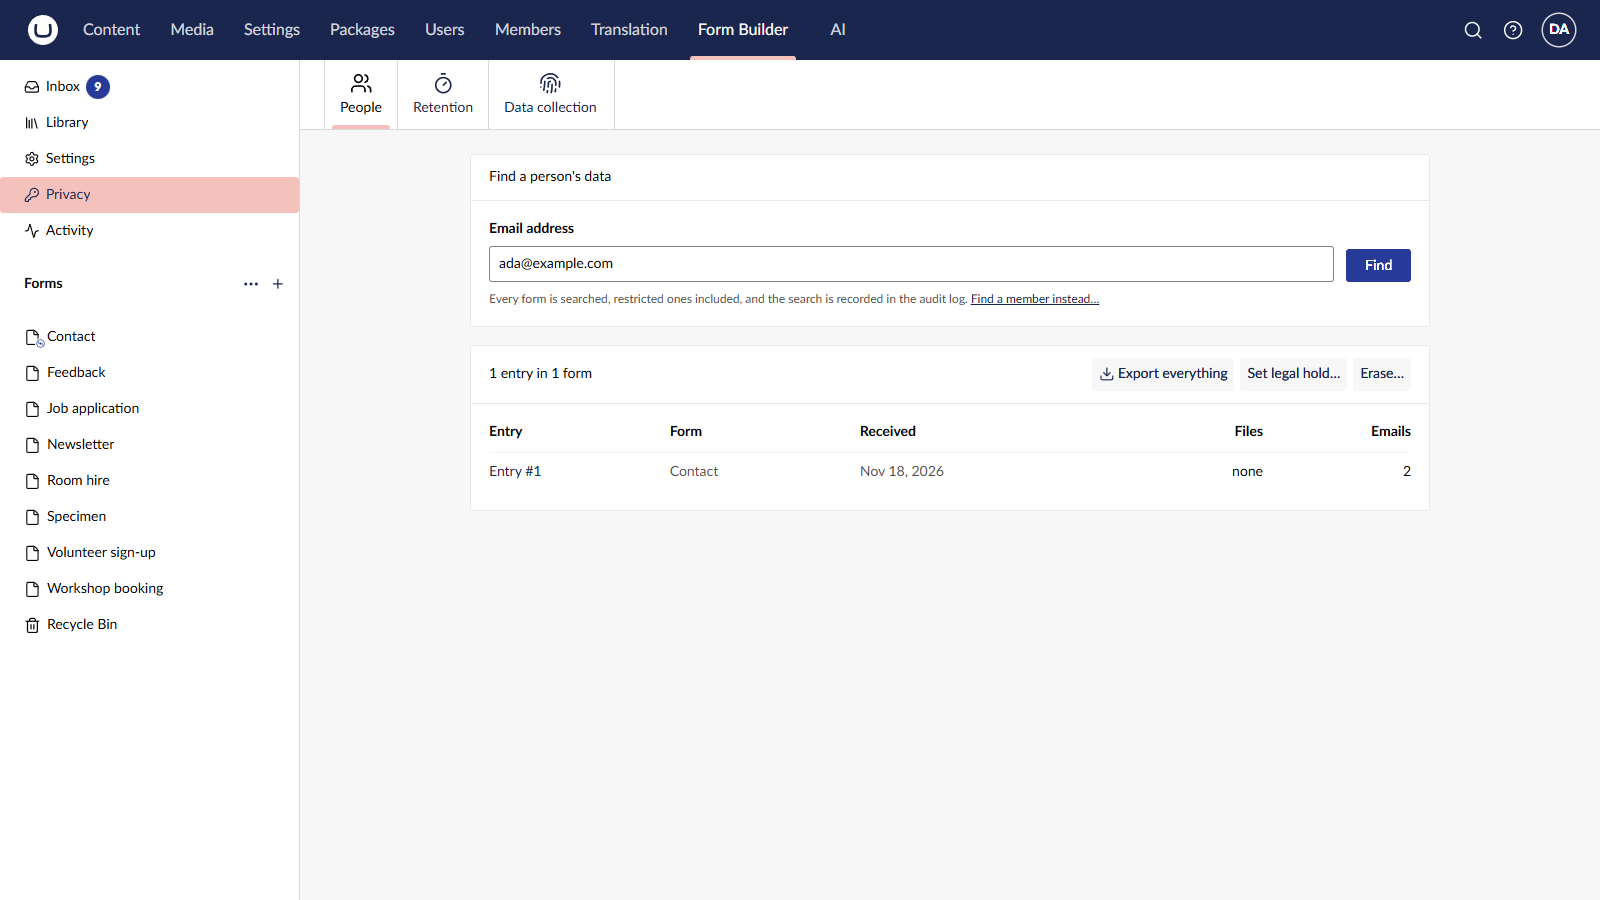 Content Media Settings Packages Users Members Translation Form Builder AI DA
Inbox 9
Library
Settings
Privacy
Activity
Forms
Contact
Feedback
Job application
Newsletter
Room hire
Specimen
Volunteer sign-up
Workshop booking
Recycle Bin
People Retention Data collection
Find a person's data
Email address
ada@example.com Find
Every form is searched, restricted ones included, and the search is recorded in the audit log. Find a member instead...
1 entry in 1 form Export everything Set legal hold... Erase...
Entry Form Received Files Emails
Entry #1 Contact Nov 18, 2026 none 2